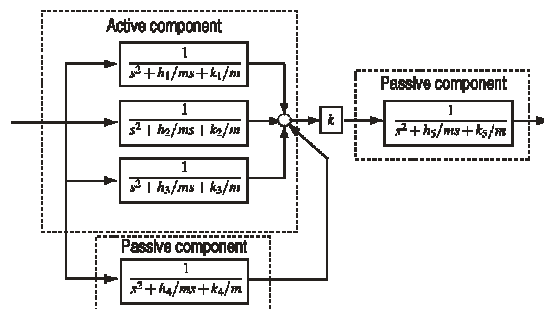 Active component
1
s² + h₁/ms + k₁/m
1
s² + h₂/ms + k₂/m
1
s² + h₃/ms + k₃/m
k
Passive component
1
s² + h₅/ms + k₅/m
Passive component
1
s² + h₄/ms + k₄/m